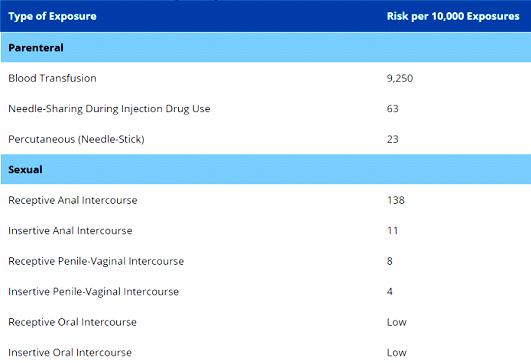 Type of Exposure Risk per 10,000 Exposures
Parenteral
Blood Transfusion 9,250
Needle-Sharing During Injection Drug Use 63
Percutaneous (Needle-Stick) 23
Sexual
Receptive Anal Intercourse 138
Insertive Anal Intercourse 11
Receptive Penile-Vaginal Intercourse 8
Insertive Penile-Vaginal Intercourse 4
Receptive Oral Intercourse Low
Insertive Oral Intercourse Low